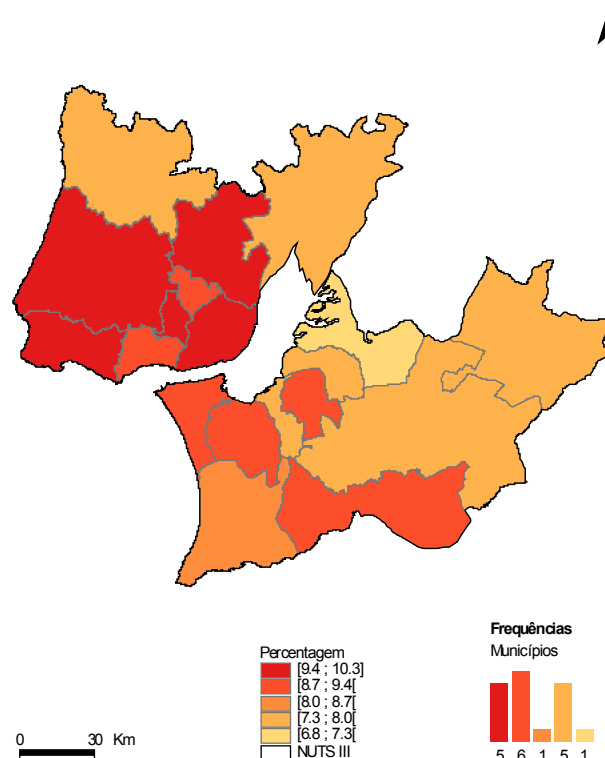 Percentagem
[9.4 ; 10.3]
[8.7 ; 9.4[
[8.0 ; 8.7[
[7.3 ; 8.0[
[6.8 ; 7.3[
NUTS III
0 30 Km
Frequências
Municípios
5 6 1 5 1